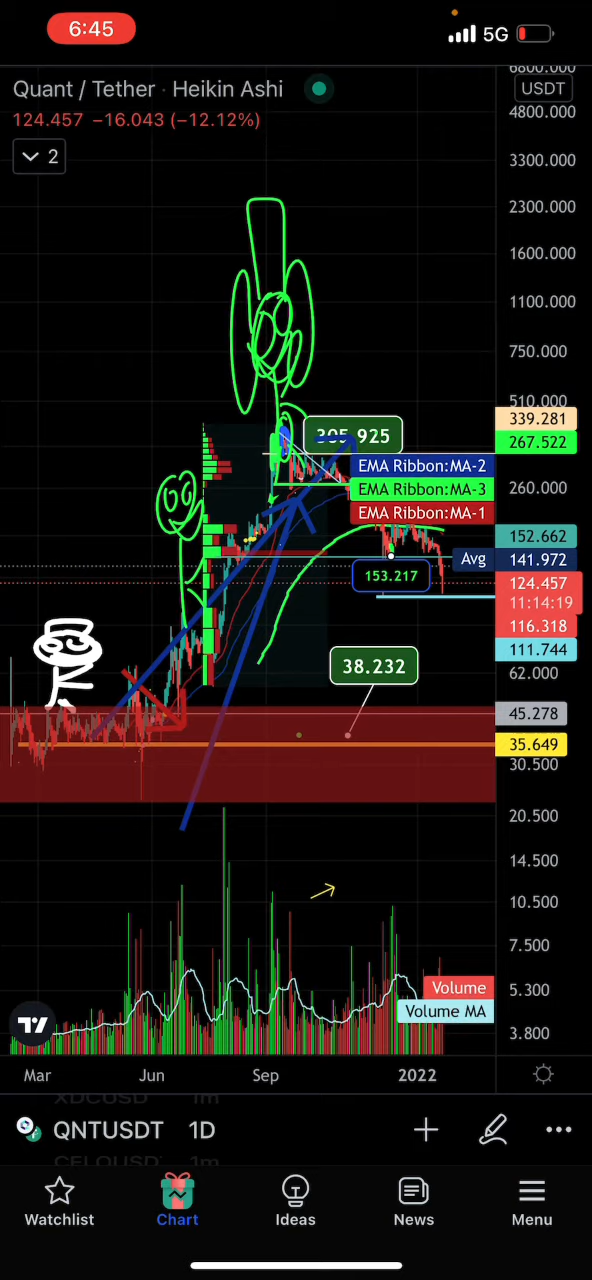 6:45
5G
6800.000
Quant / Tether · Heikin Ashi
USDT
124.457 −16.043 (−12.12%)
4800.000
2
3300.000
2300.000
1600.000
1100.000
750.000
510.000
339.281
305.925
267.522
EMA Ribbon:MA-2
EMA Ribbon:MA-3
260.000
EMA Ribbon:MA-1
152.662
Avg 141.972
153.217
124.457
11:14:19
116.318
111.744
38.232
62.000
45.278
35.649
30.500
20.500
14.500
10.500
7.500
Volume
5.300
Volume MA
3.800
Mar Jun Sep 2022
XDCUSD 1m
QNTUSDT 1D
CELOUSD 1m
Watchlist Chart Ideas News Menu